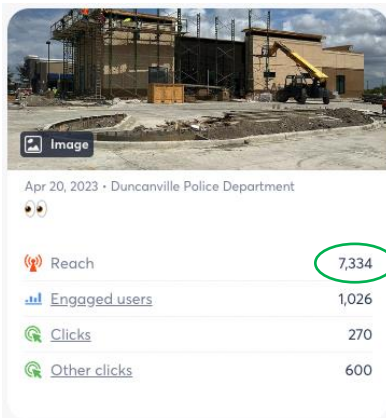 Image
Apr 20, 2023 • Duncanville Police Department
👀
Reach 7,334
Engaged users 1,026
Clicks 270
Other clicks 600